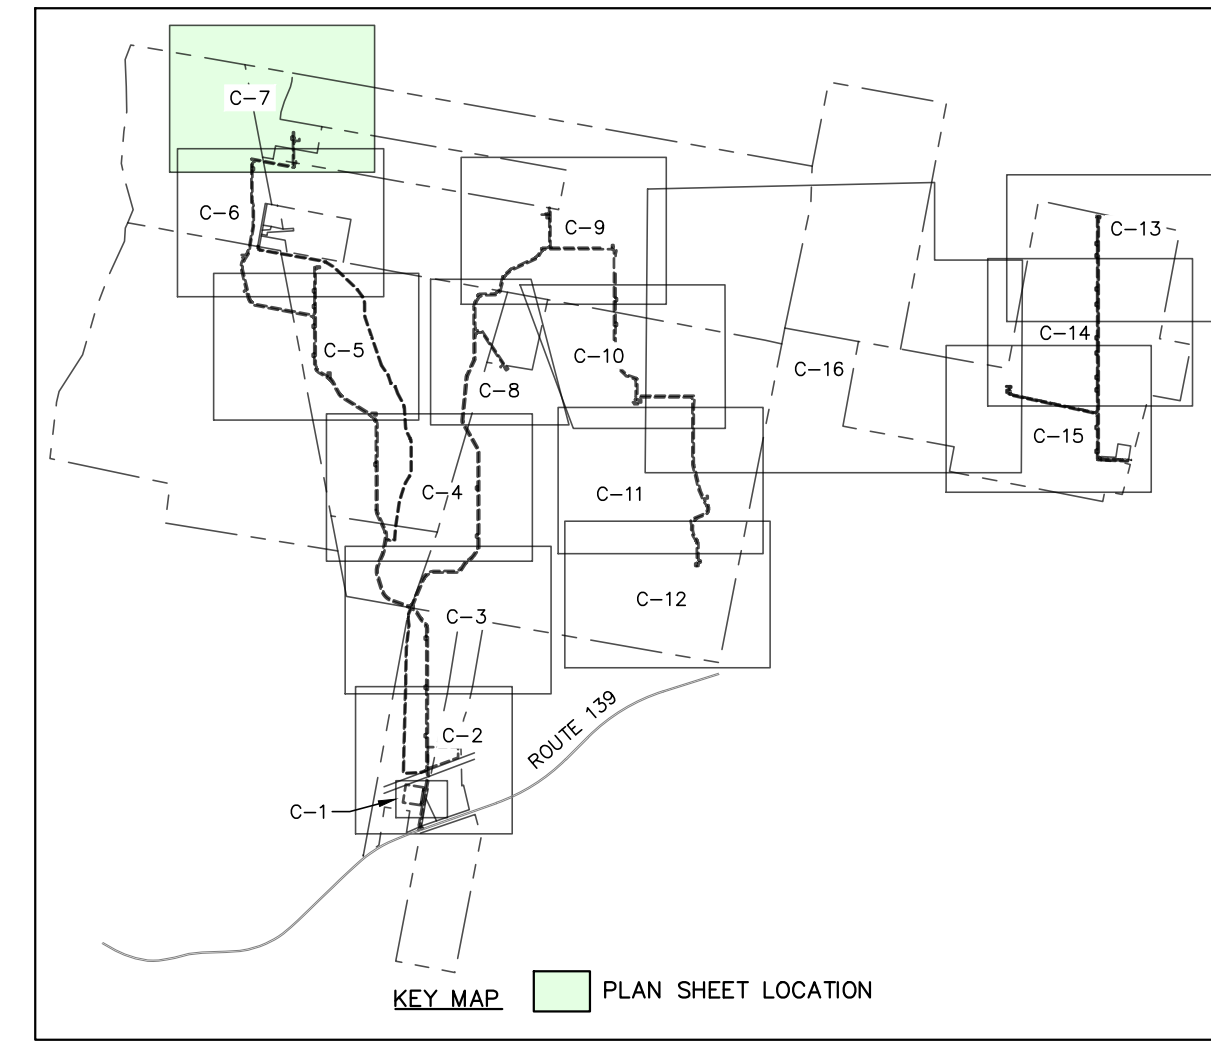 C-7
C-6
C-9
C-13
C-14
C-5
C-10
C-16
C-8
C-15
C-4
C-11
C-12
C-3
ROUTE 139
C-2
C-1
KEY MAP
PLAN SHEET LOCATION